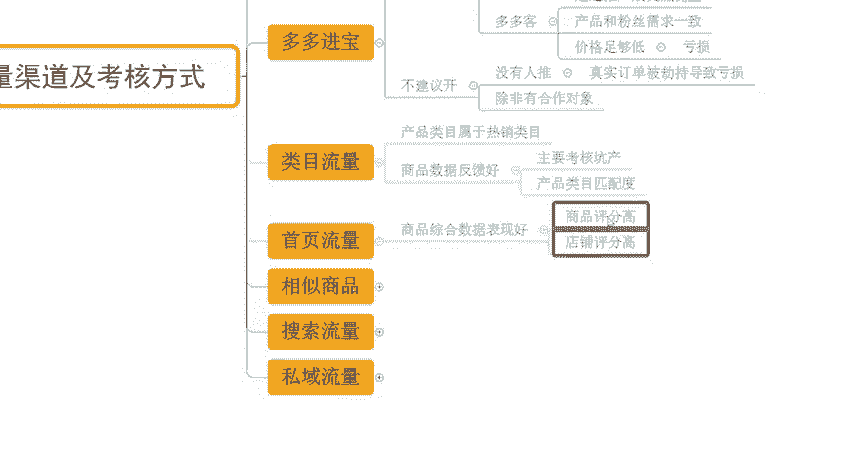 多多客
产品和粉丝需求一致
价格足够低
亏损
多多进宝
不建议开
没有人推
真实订单被劫持导致亏损
除非有合作对象
量渠道及考核方式
类目流量
产品类目属于热销类目
商品数据反馈好
主要考核坑产
产品类目匹配度
首页流量
商品综合数据表现好
商品评分高
店铺评分高
相似商品
搜索流量
私域流量